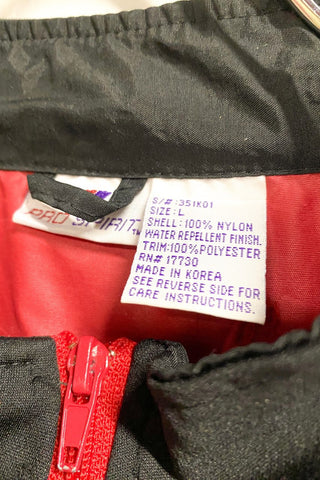 PRO SPIRIT™
S/#:351K01
SIZE: L
SHELL:100% NYLON
WATER REPELLENT FINISH.
TRIM:100%POLYESTER
RN# 17730
MADE IN KOREA
SEE REVERSE SIDE FOR
CARE INSTRUCTIONS.